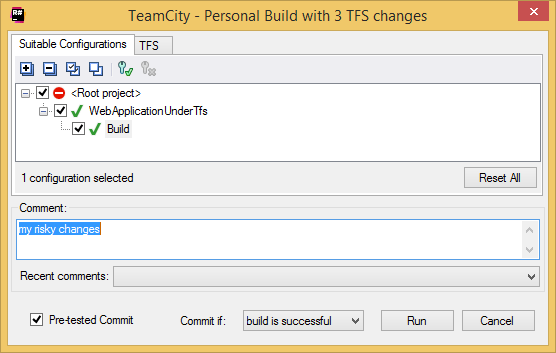 R#
TeamCity - Personal Build with 3 TFS changes
Suitable Configurations
TFS
<Root project>
WebApplicationUnderTfs
Build
1 configuration selected
Reset All
Comment:
my risky changes
Recent comments:
Pre-tested Commit
Commit if:
build is successful
Run
Cancel